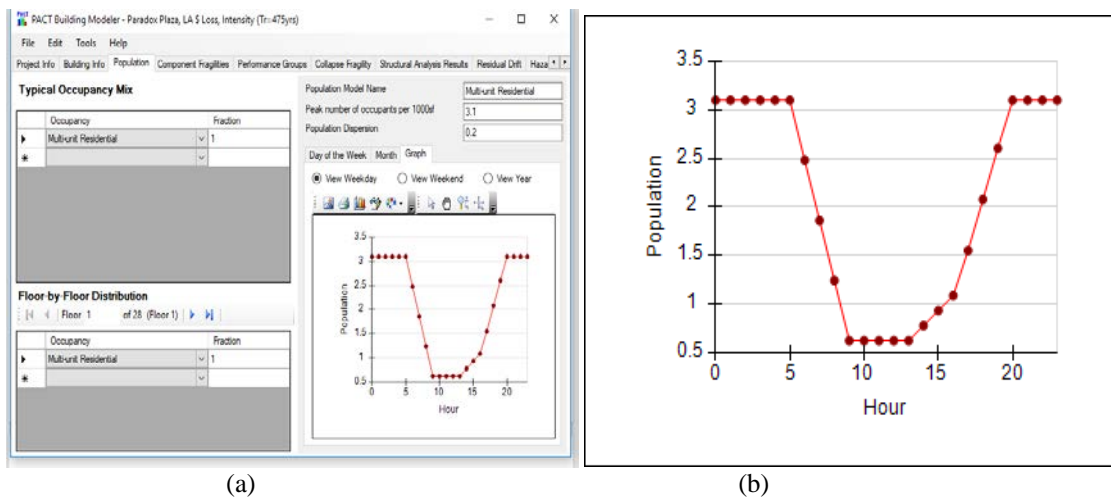 PACT Building Modeler - Paradox Plaza, LA $ Loss, Intensity (Tr=475yrs)
File Edit Tools Help
Project Info Building Info Population Component Fragilities Performance Groups Collapse Fragility Structural Analysis Results Residual Drift Haza
Typical Occupancy Mix
Occupancy Fraction
Multi-unit Residential 1
Floor-by-Floor Distribution
Floor 1 of 28 (Floor 1)
Occupancy Fraction
Multi-unit Residential 1
Population Model Name Multi-unit Residential
Peak number of occupants per 1000sf 3.1
Population Dispersion 0.2
Day of the Week Month Graph
View Weekday View Weekend View Year
3.5
3
2.5
2
1.5
1
0.5
Population
0 5 10 15 20
Hour
(a)
3.5
3
2.5
2
1.5
1
0.5
Population
0 5 10 15 20
Hour
(b)